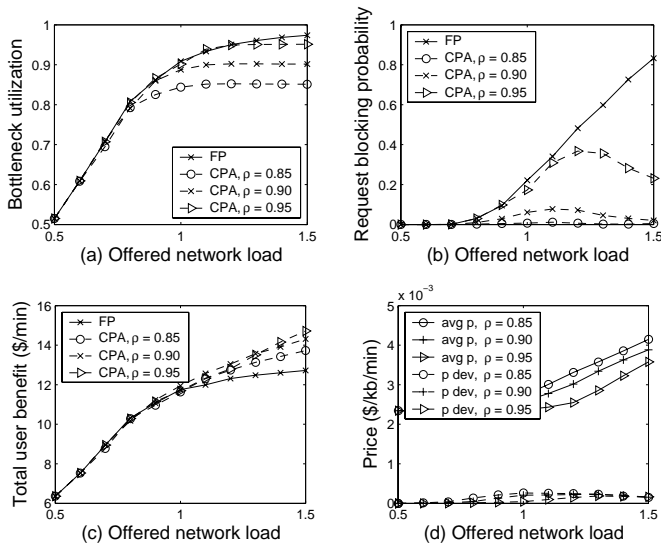 1
0.9
0.8
0.7
0.6
0.5
0.5
1
1.5
Bottleneck utilization
FP
CPA, ρ = 0.85
CPA, ρ = 0.90
CPA, ρ = 0.95
(a) Offered network load
1
0.8
0.6
0.4
0.2
0
0.5
1
1.5
Request blocking probability
FP
CPA, ρ = 0.85
CPA, ρ = 0.90
CPA, ρ = 0.95
(b) Offered network load
16
14
12
10
8
6
0.5
1
1.5
Total user benefit ($/min)
FP
CPA, ρ = 0.85
CPA, ρ = 0.90
CPA, ρ = 0.95
(c) Offered network load
x 10⁻³
5
4
3
2
1
0
0.5
1
1.5
Price ($/kb/min)
avg p, ρ = 0.85
avg p, ρ = 0.90
avg p, ρ = 0.95
p dev, ρ = 0.85
p dev, ρ = 0.90
p dev, ρ = 0.95
(d) Offered network load